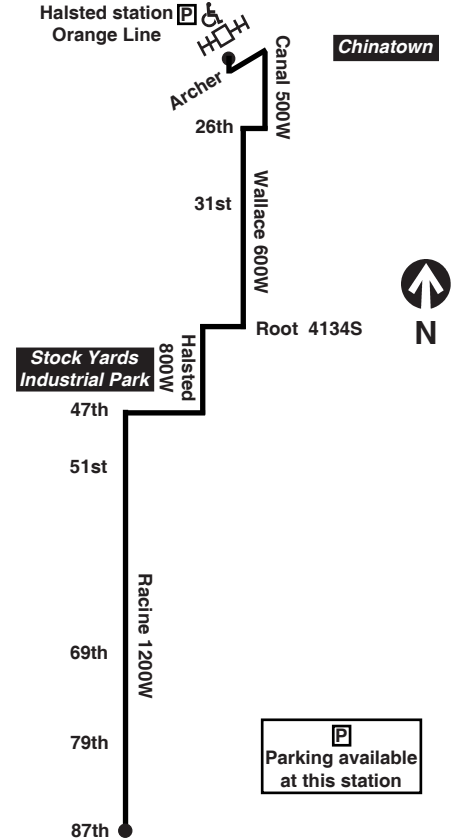 Halsted station P
Orange Line
Chinatown
Archer
Canal 500W
26th
31st
Wallace 600W
N
Root 4134S
Halsted
800W
Stock Yards
Industrial Park
47th
51st
Racine 1200W
69th
79th
P
Parking available
at this station
87th